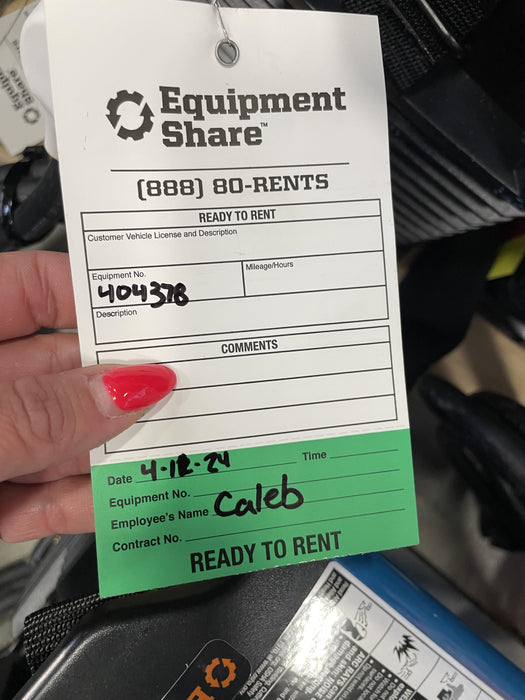 Equipment
Share™
(888) 80-RENTS
READY TO RENT
Customer Vehicle License and Description
Equipment No.
Mileage/Hours
404378
Description
COMMENTS
Date 4-12-24 Time
Equipment No.
Employee's Name Caleb
Contract No.
READY TO RENT